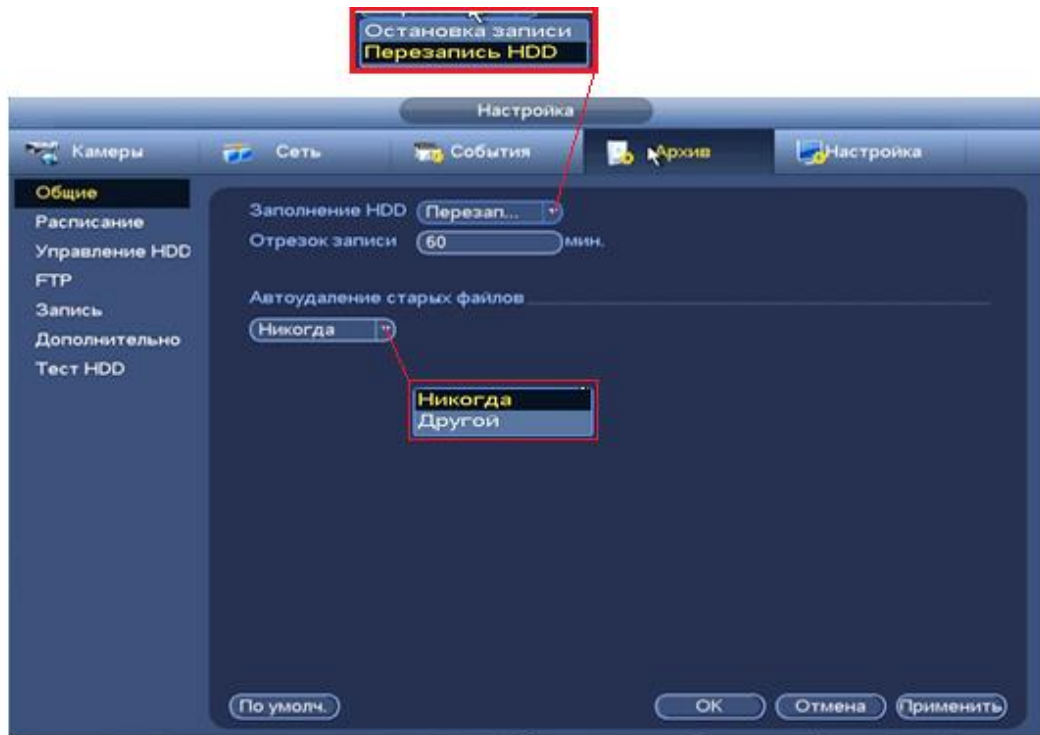 Остановка записи
Перезапись HDD
Настройка
Камеры Сеть События Архив Настройка
Общие
Расписание
Управление HDD
FTP
Запись
Дополнительно
Тест HDD
Заполнение HDD Перезап...
Отрезок записи 60 мин.
Автоудаление старых файлов
Никогда
Никогда
Другой
По умолч. OK Отмена Применить